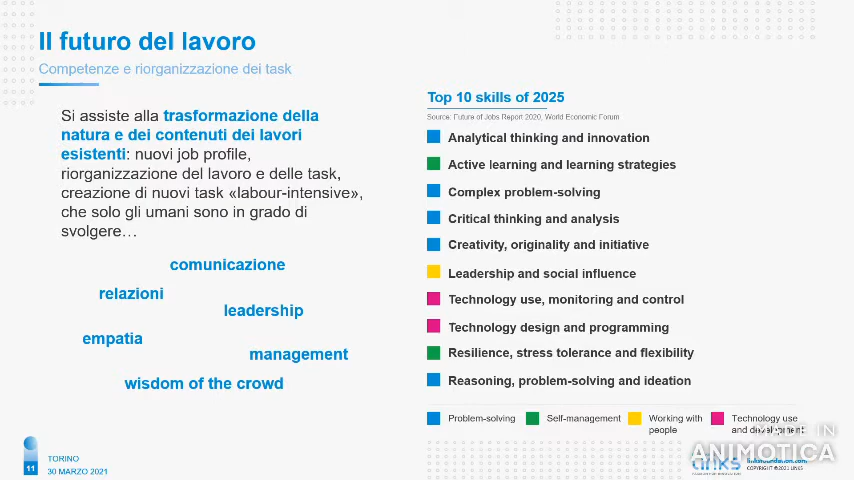 Il futuro del lavoro
Competenze e riorganizzazione dei task
Si assiste alla trasformazione della
natura e dei contenuti dei lavori
esistenti: nuovi job profile,
riorganizzazione del lavoro e delle task,
creazione di nuovi task «labour-intensive»,
che solo gli umani sono in grado di
svolgere…
comunicazione
relazioni
leadership
empatia
management
wisdom of the crowd
Top 10 skills of 2025
Source: Future of Jobs Report 2020, World Economic Forum
Analytical thinking and innovation
Active learning and learning strategies
Complex problem-solving
Critical thinking and analysis
Creativity, originality and initiative
Leadership and social influence
Technology use, monitoring and control
Technology design and programming
Resilience, stress tolerance and flexibility
Reasoning, problem-solving and ideation
Problem-solving
Self-management
Working with
people
Technology use
and development
11
TORINO
30 MARZO 2021
MADE IN
ANIMOTICA
LINKS
COPYRIGHT ©2021 LINKS